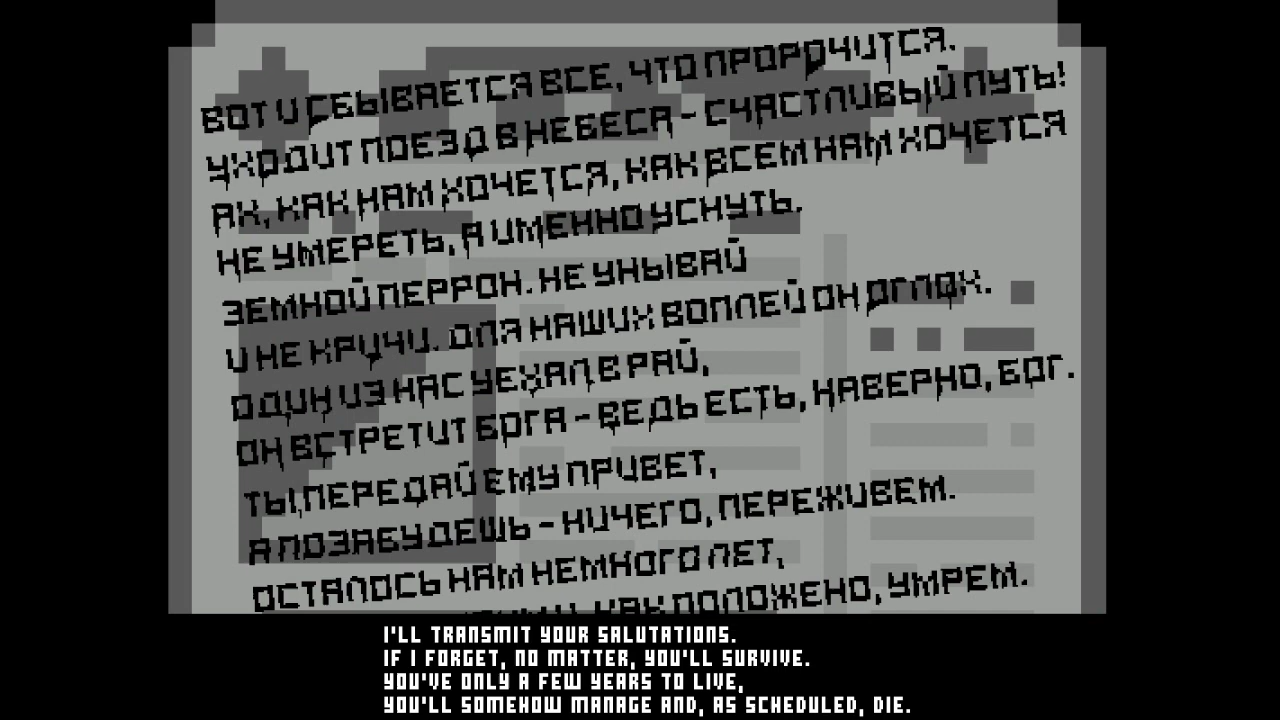 ВОТ И СБЫВАЕТСЯ ВСЕ, ЧТО ПРОРОЧИТСЯ.
УХОДИТ ПОЕЗД В НЕБЕСА - СЧАСТЛИВЫЙ ПУТЬ!
АХ, КАК НАМ ХОЧЕТСЯ, КАК ВСЕМ НАМ ХОЧЕТСЯ
НЕ УМЕРЕТЬ, А ИМЕННО УСНУТЬ.
ЗЕМНОЙ ПЕРРОН. НЕ УНЫВАЙ
И НЕ КРИЧИ. ДЛЯ НАШИХ ВОПЛЕЙ ОН ОГЛОХ.
ОДИН ИЗ НАС УЕХАЛ В РАЙ,
ОН ВСТРЕТИТ БОГА - ВЕДЬ ЕСТЬ, НАВЕРНО, БОГ.
ТЫ ПЕРЕДАЙ ЕМУ ПРИВЕТ,
А ПОЗАБУДЕШЬ - НИЧЕГО, ПЕРЕЖИВЕМ.
ОСТАЛОСЬ НАМ НЕМНОГО ЛЕТ,
КАК ПОЛОЖЕНО, УМРЕМ.
I'LL TRANSMIT YOUR SALUTATIONS.
IF I FORGET, NO MATTER, YOU'LL SURVIVE.
YOU'VE ONLY A FEW YEARS TO LIVE,
YOU'LL SOMEHOW MANAGE AND, AS SCHEDULED, DIE.